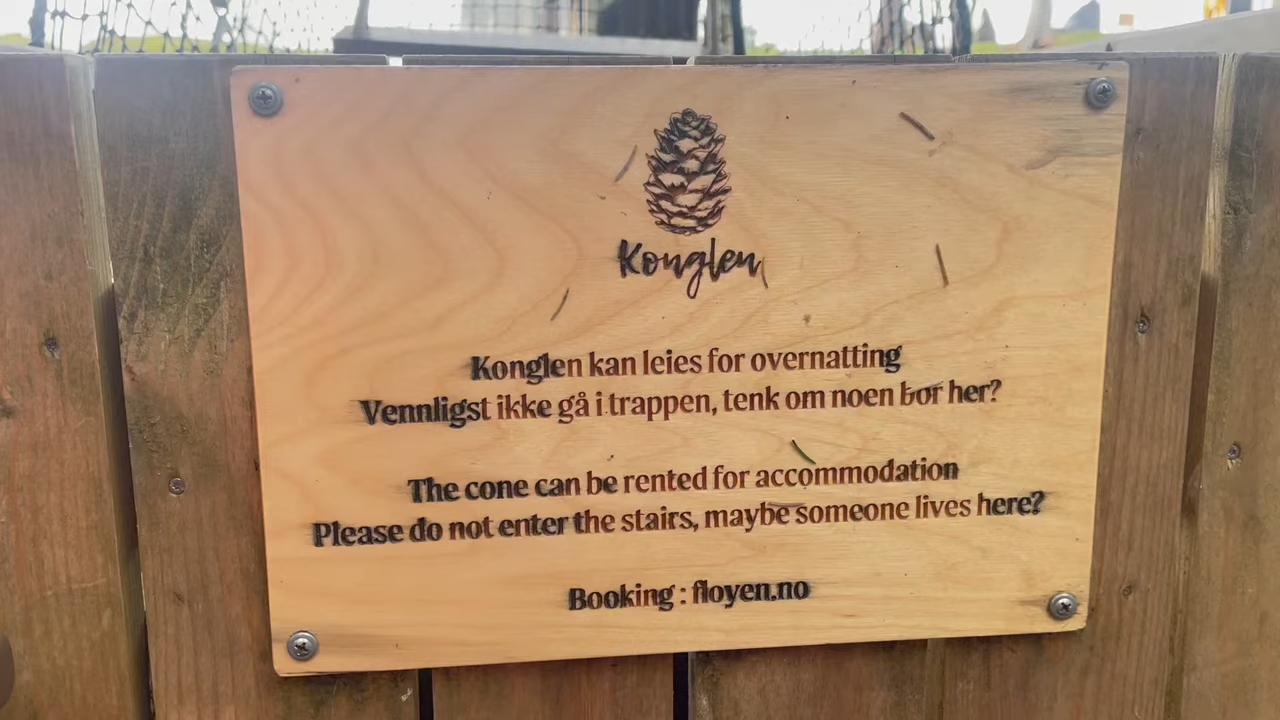 Konglen
Konglen kan leies for overnatting
Vennligst ikke gå i trappen, tenk om noen bor her?
The cone can be rented for accommodation
Please do not enter the stairs, maybe someone lives here?
Booking : floyen.no